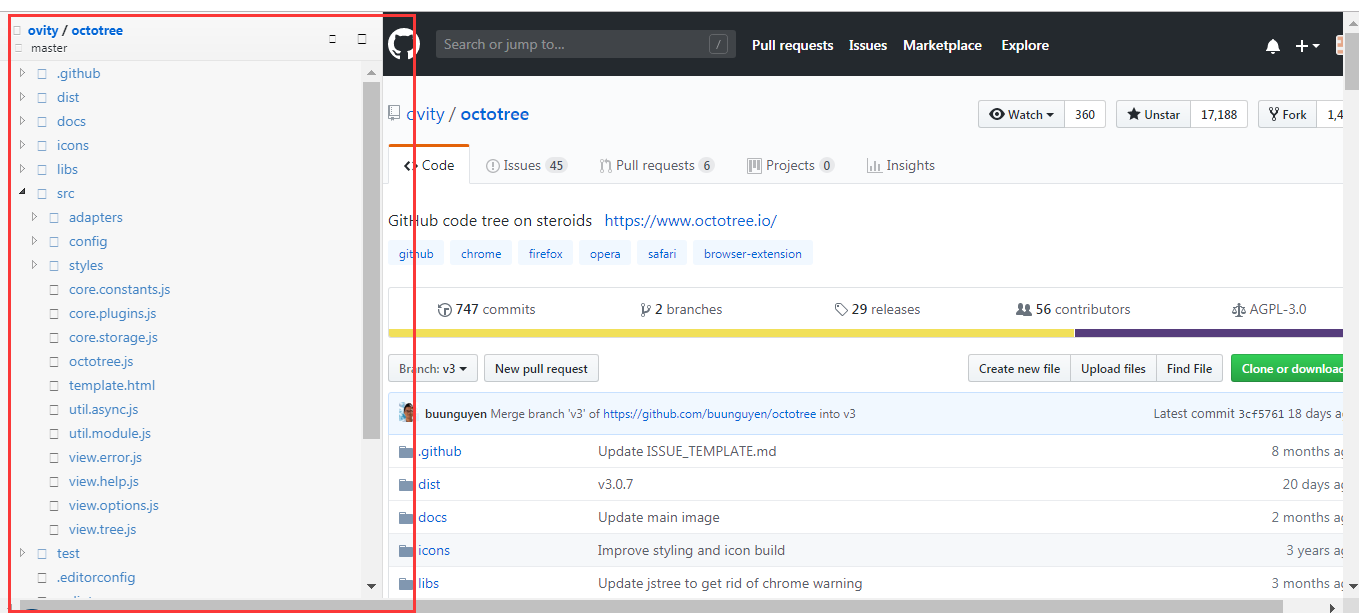 ovity / octotree
master
.github
dist
docs
icons
libs
src
adapters
config
styles
core.constants.js
core.plugins.js
core.storage.js
octotree.js
template.html
util.async.js
util.module.js
view.error.js
view.help.js
view.options.js
view.tree.js
test
.editorconfig
Search or jump to... /
Pull requests Issues Marketplace Explore
ovity / octotree
Watch 360 Unstar 17,188 Fork 1,4
Code Issues 45 Pull requests 6 Projects 0 Insights
GitHub code tree on steroids https://www.octotree.io/
github chrome firefox opera safari browser-extension
747 commits 2 branches 29 releases 56 contributors AGPL-3.0
Branch: v3 New pull request Create new file Upload files Find File Clone or download
buunguyen Merge branch 'v3' of https://github.com/buunguyen/octotree into v3 Latest commit 3cf5761 18 days a
.github Update ISSUE_TEMPLATE.md 8 months ag
dist v3.0.7 20 days ag
docs Update main image 2 months ag
icons Improve styling and icon build 3 years ag
libs Update jstree to get rid of chrome warning 3 months ag